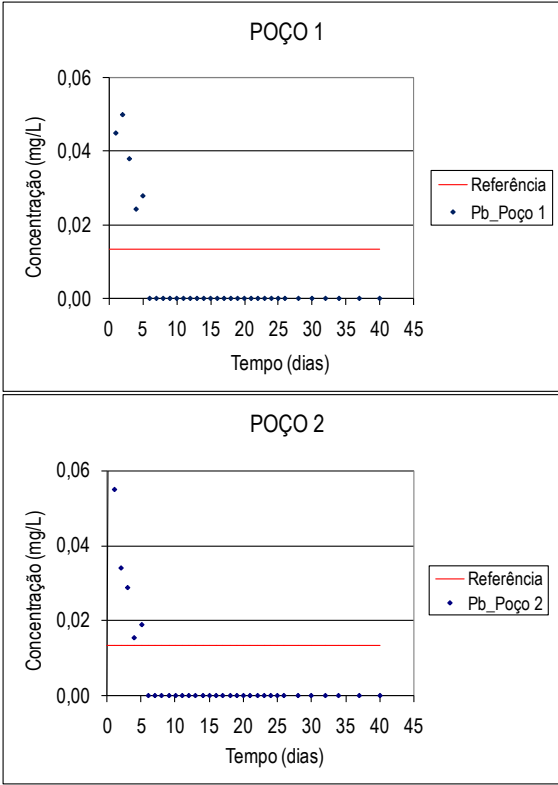 POÇO 1
0,06
0,04
0,02
0,00
Concentração (mg/L)
0 5 10 15 20 25 30 35 40 45
Tempo (dias)
Referência
Pb_Poço 1
POÇO 2
0,06
0,04
0,02
0,00
Concentração (mg/L)
0 5 10 15 20 25 30 35 40 45
Tempo (dias)
Referência
Pb_Poço 2